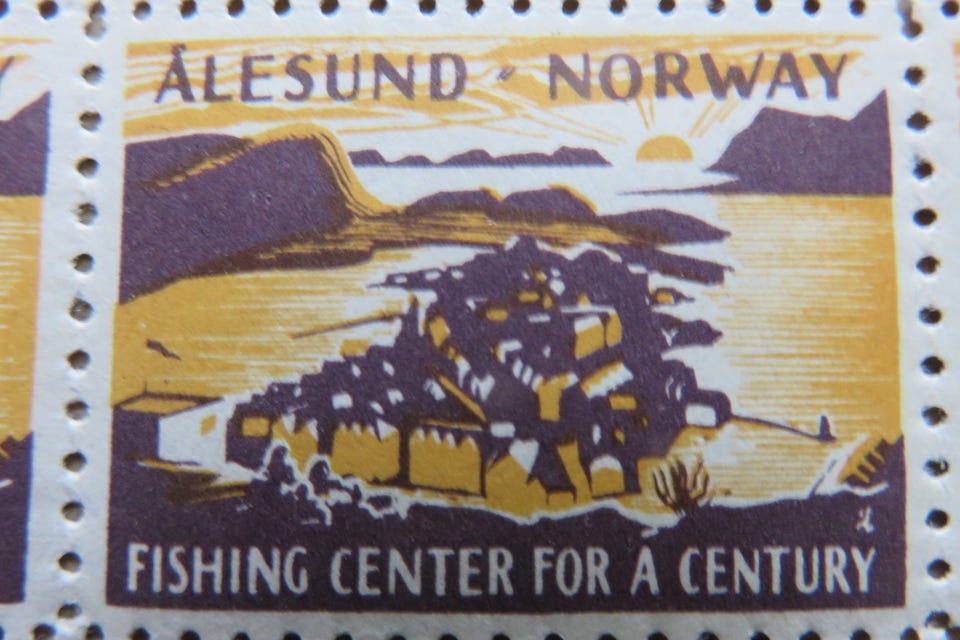 ÅLESUND - NORWAY
FISHING CENTER FOR A CENTURY